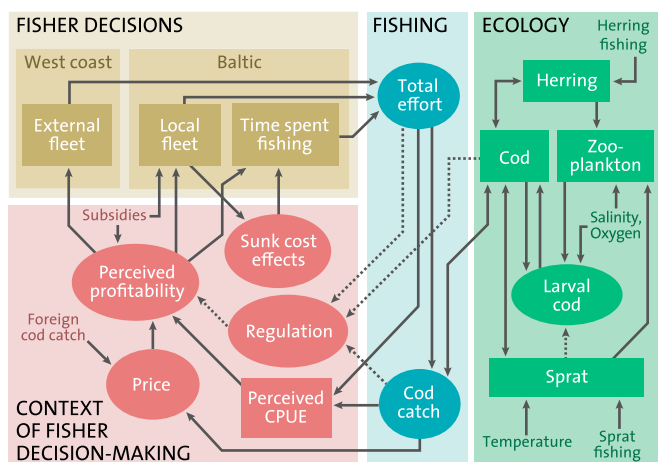 FISHER DECISIONS
FISHING
ECOLOGY
West coast
Baltic
Herring
fishing
Total
effort
Herring
External
fleet
Local
fleet
Time spent
fishing
Cod
Zoo-
plankton
Subsidies
Sunk cost
effects
Salinity,
Oxygen
Perceived
profitability
Larval
cod
Foreign
cod catch
Regulation
Price
Perceived
CPUE
Cod
catch
Sprat
CONTEXT
OF FISHER
DECISION-MAKING
Temperature
Sprat
fishing